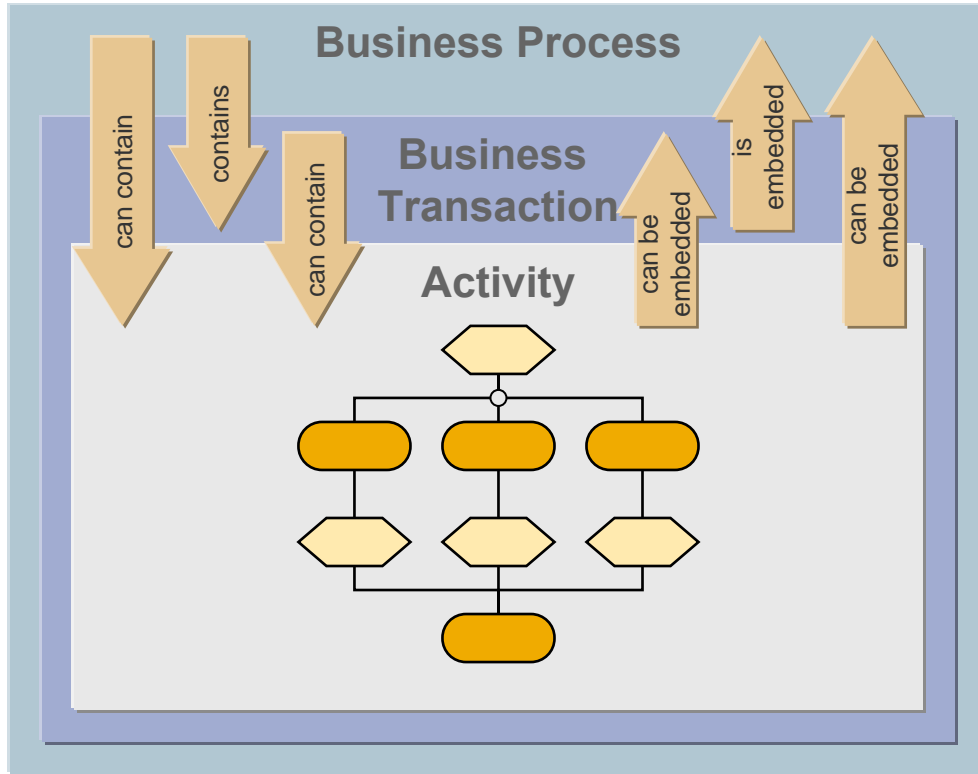 Business Process
can contain
contains
can contain
Business
Transaction
can be
embedded
is
embedded
can be
embedded
Activity